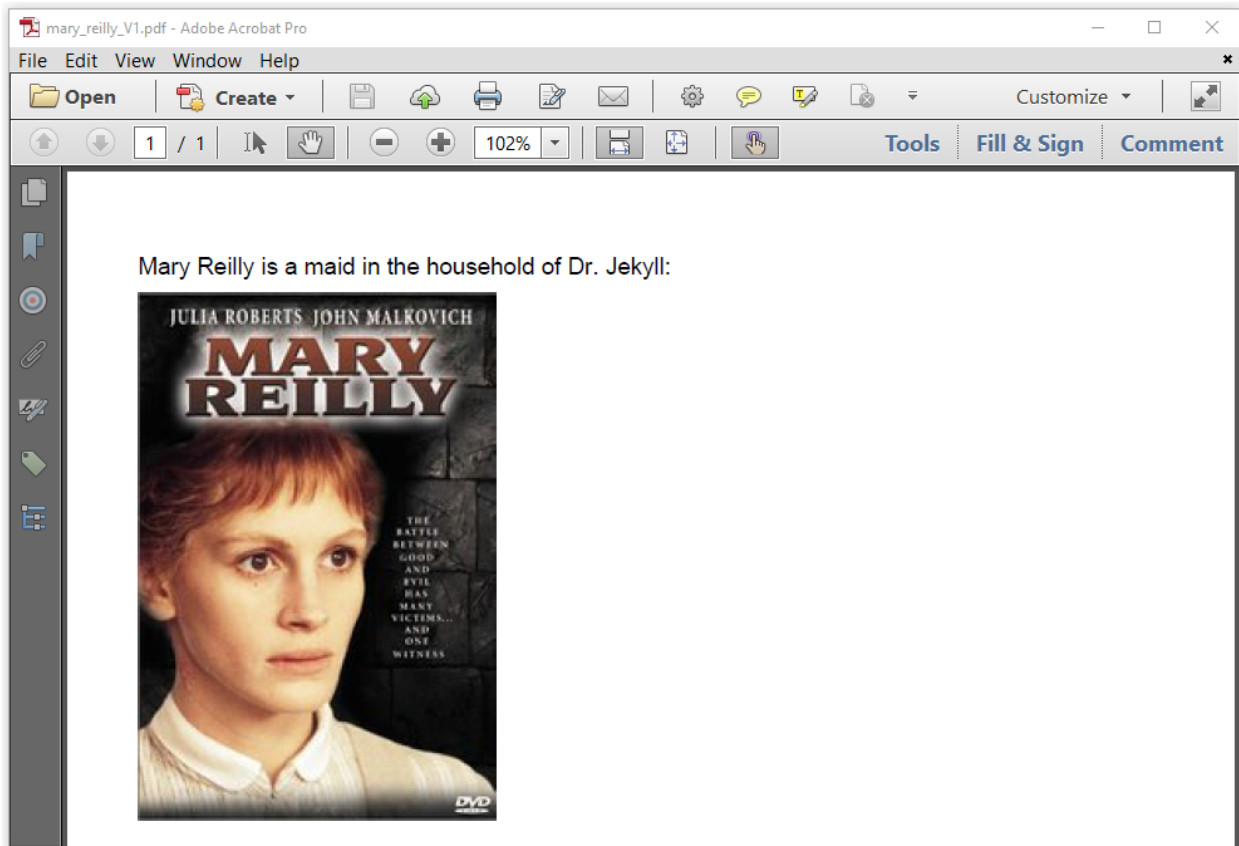 mary_reilly_V1.pdf - Adobe Acrobat Pro
File Edit View Window Help
Open Create Customize
1 / 1 102% Tools Fill & Sign Comment
Mary Reilly is a maid in the household of Dr. Jekyll:
JULIA ROBERTS JOHN MALKOVICH
MARY
REILLY
THE
BATTLE
BETWEEN
GOOD
AND
EVIL
HAS
MANY
VICTIMS...
AND
ONE
WITNESS
DVD